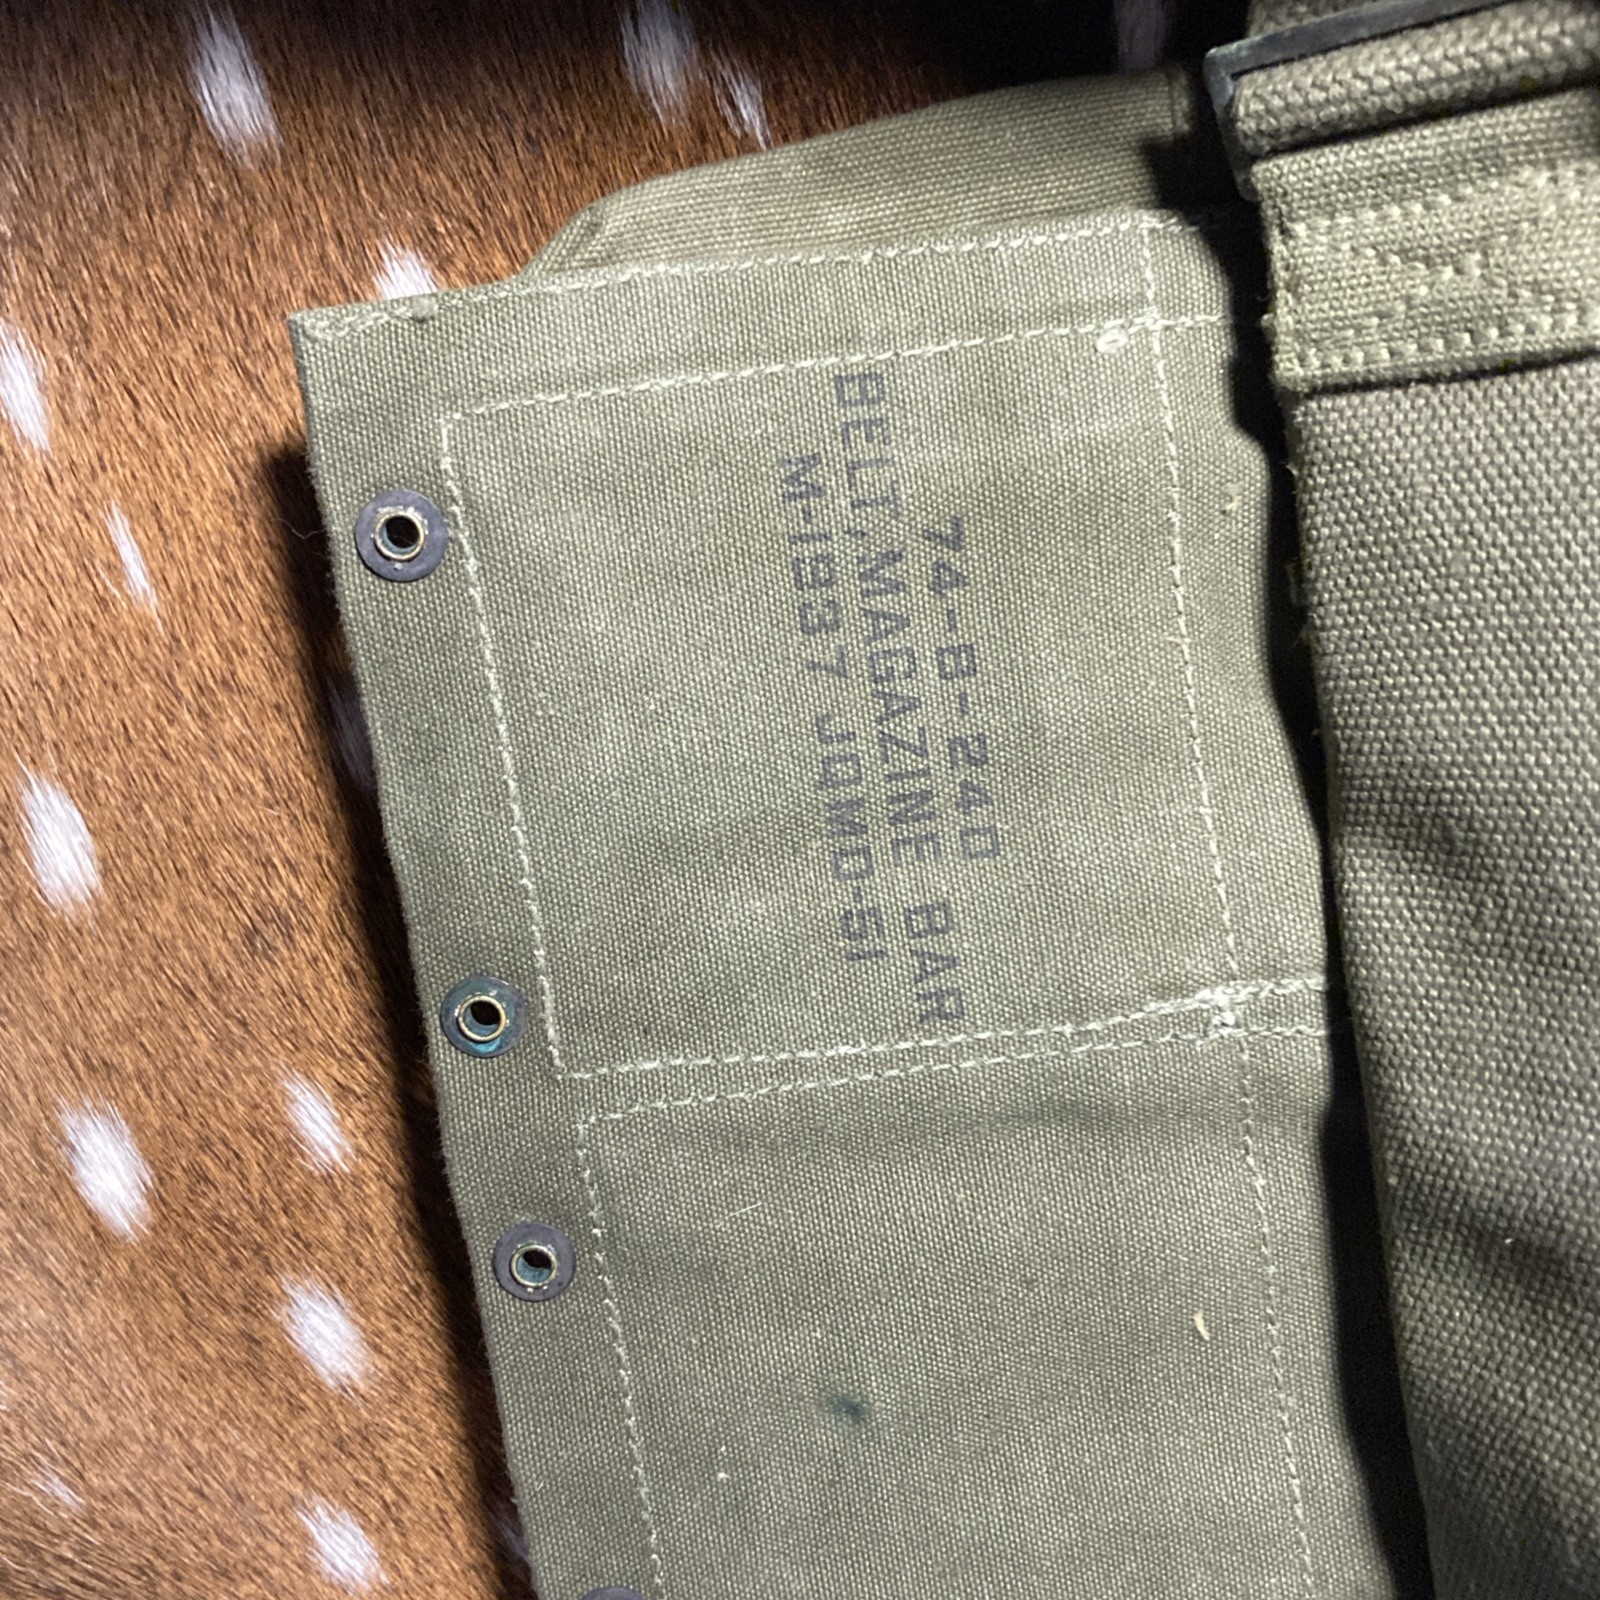 74-B-240
BELT, MAGAZINE BAR
M-1937 JQMD-51